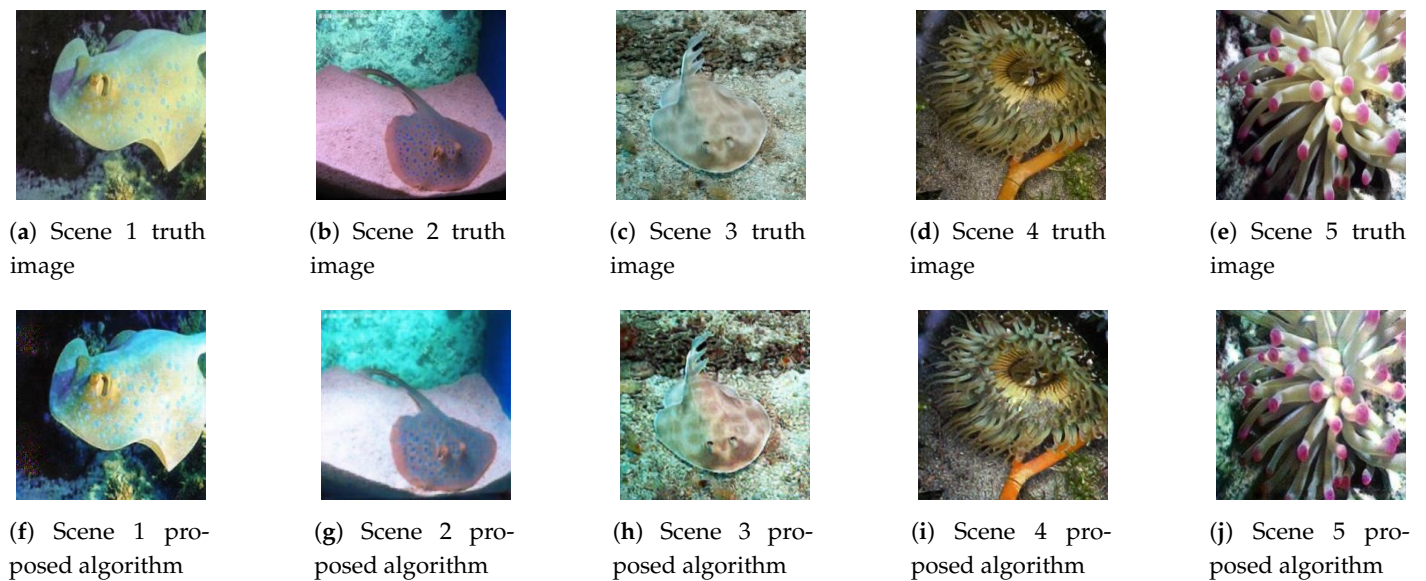 (a) Scene 1 truth
image
(b) Scene 2 truth
image
(c) Scene 3 truth
image
(d) Scene 4 truth
image
(e) Scene 5 truth
image
(f) Scene 1 pro-
posed algorithm
(g) Scene 2 pro-
posed algorithm
(h) Scene 3 pro-
posed algorithm
(i) Scene 4 pro-
posed algorithm
(j) Scene 5 pro-
posed algorithm